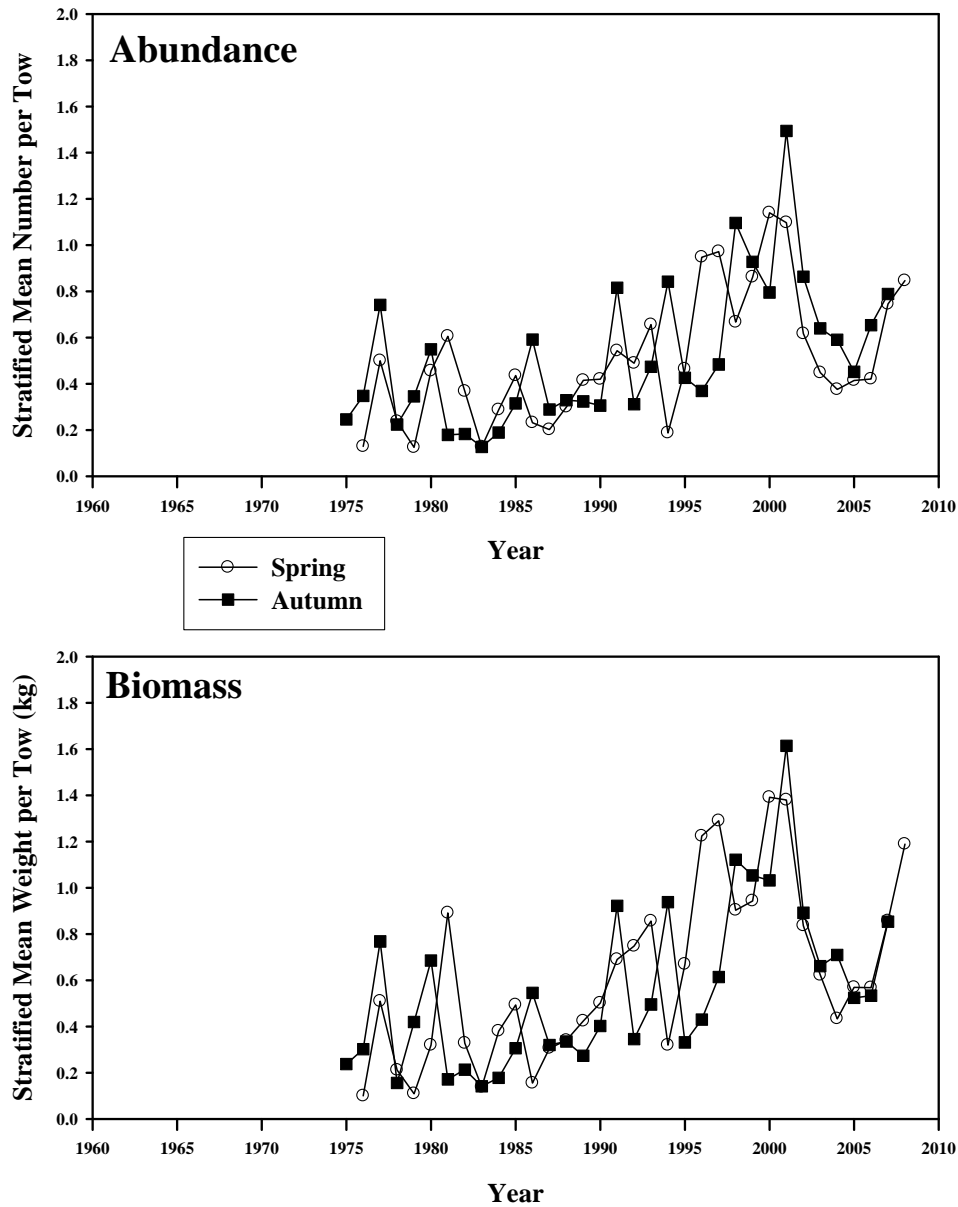 Abundance
Stratified Mean Number per Tow
2.0
1.8
1.6
1.4
1.2
1.0
0.8
0.6
0.4
0.2
0.0
1960 1965 1970 1975 1980 1985 1990 1995 2000 2005 2010
Year
Spring
Autumn
Biomass
Stratified Mean Weight per Tow (kg)
2.0
1.8
1.6
1.4
1.2
1.0
0.8
0.6
0.4
0.2
0.0
1960 1965 1970 1975 1980 1985 1990 1995 2000 2005 2010
Year